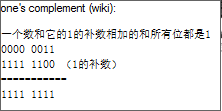 one's complement (wiki):
一个数和它的1的补数相加的和所有位都是1
0000 0011
1111 1100 （1的补数）
-----------
1111 1111